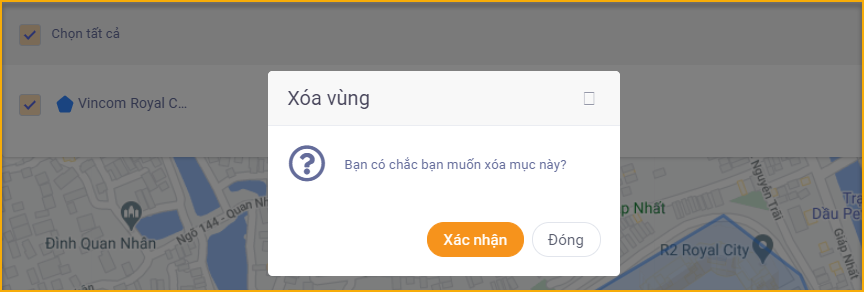 Chọn tất cả
Vincom Royal C...
Xóa vùng
Bạn có chắc bạn muốn xóa mục này?
Xác nhận
Đóng
Đình Quan Nhân
Ngõ 144 - Quan Nhân
Giáp Nhất
Nguyễn Trãi
Giáp Nhất
Dầu Pe
R2 Royal City